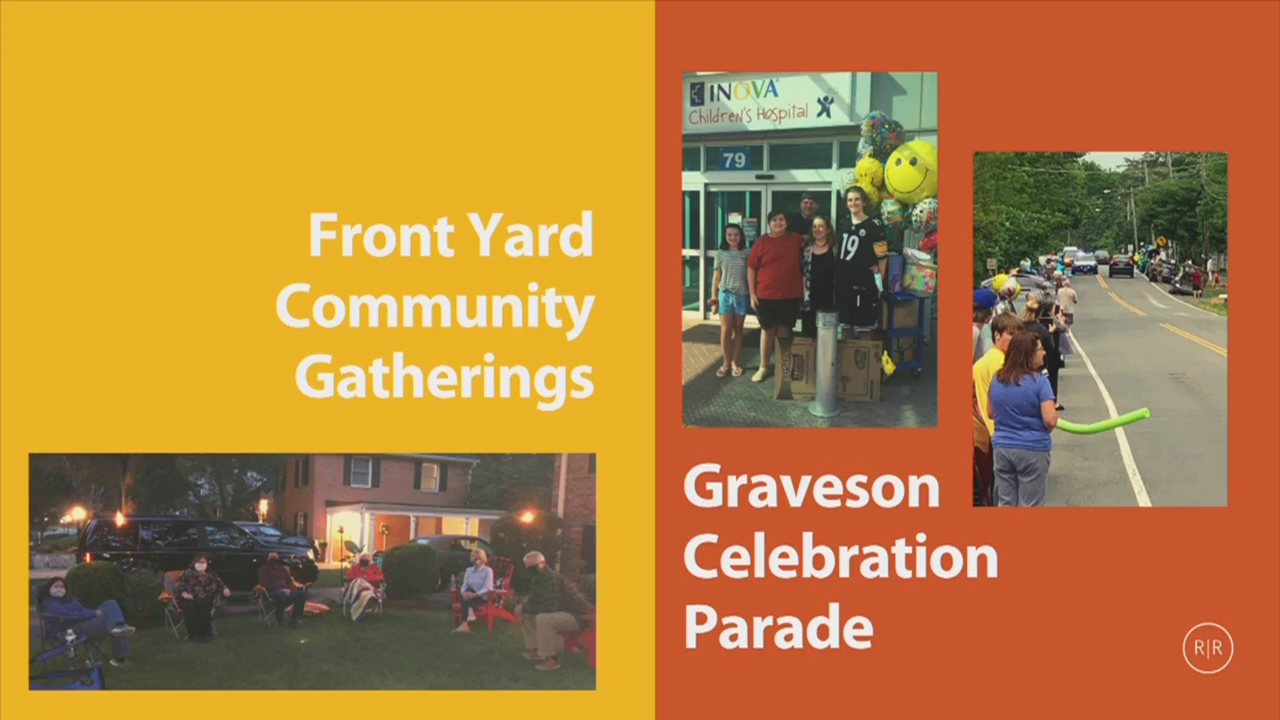 Front Yard
Community
Gatherings
INOVA
Children's Hospital
79
19
Graveson
Celebration
Parade
R|R